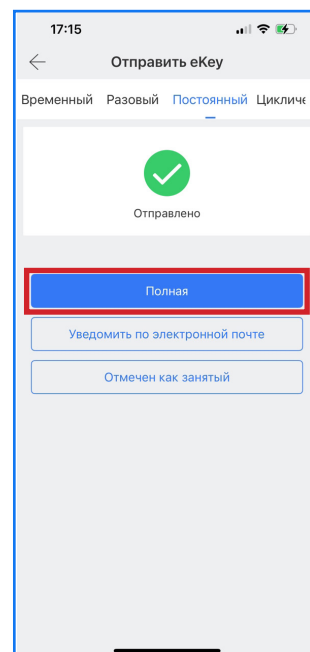 17:15
Отправить eKey
Временный Разовый Постоянный Цикличе
Отправлено
Полная
Уведомить по электронной почте
Отмечен как занятый